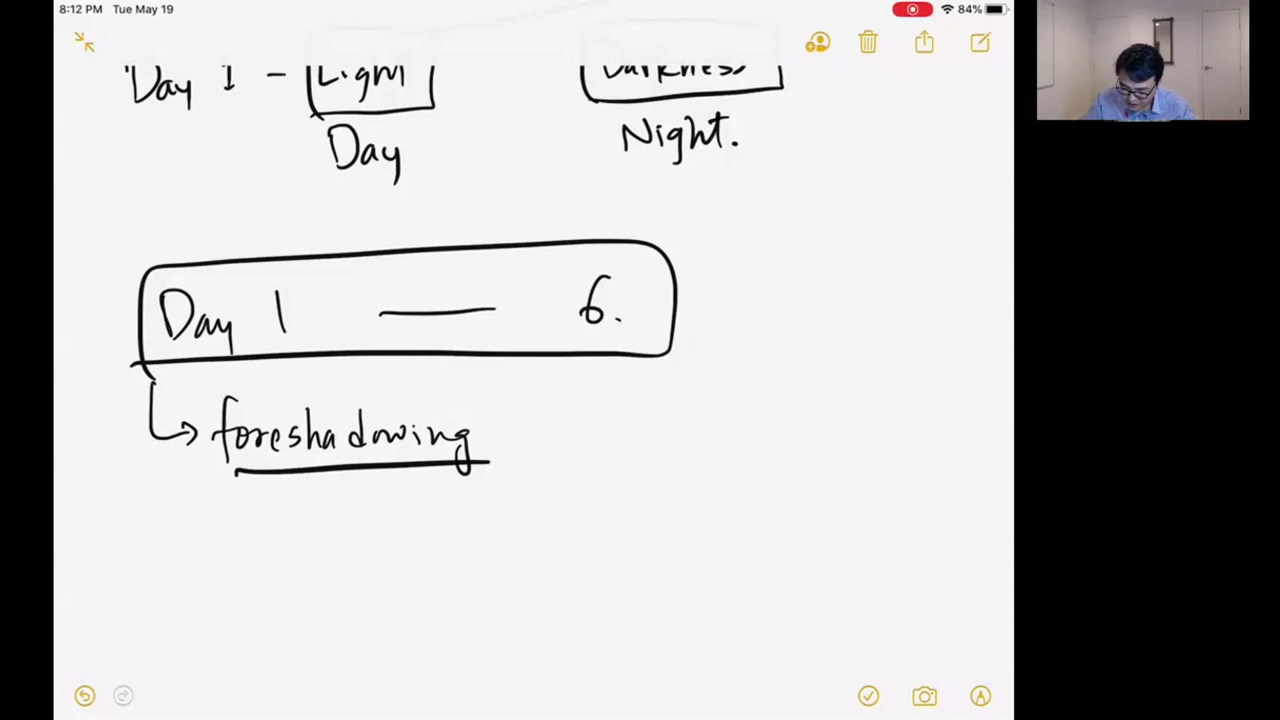 8:12 PM Tue May 19
84%
Day 1 - Light Darkness
Day Night.
Day 1 — 6.
foreshadowing